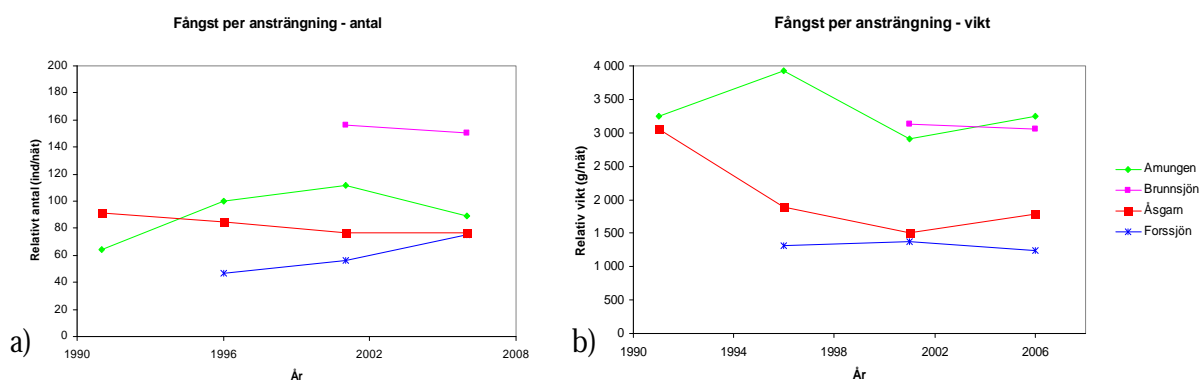 Fångst per ansträngning - antal
Relativt antal (ind/nät)
200
180
160
140
120
100
80
60
40
20
0
1990
1996
2002
2008
År
a)
Fångst per ansträngning - vikt
Relativ vikt (g/nät)
4 000
3 500
3 000
2 500
2 000
1 500
1 000
500
0
1990
1994
1998
2002
2006
År
b)
Amungen
Brunnsjön
Åsgarn
Forssjön